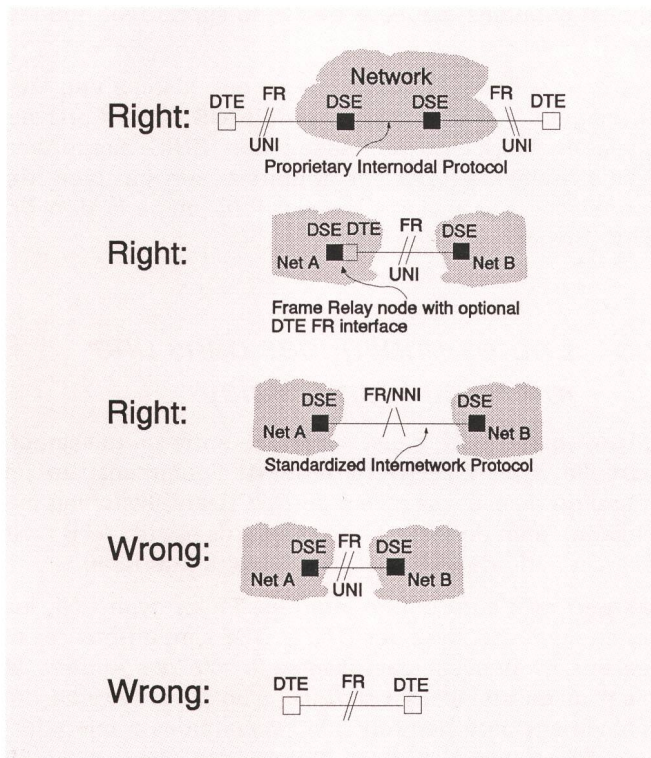 Network
Right: DTE FR DSE DSE FR DTE
UNI UNI
Proprietary Internodal Protocol
Right: DSE DTE FR DSE
Net A UNI Net B
Frame Relay node with optional
DTE FR interface
Right: DSE FR/NNI DSE
Net A Net B
Standardized Internetwork Protocol
Wrong: DSE FR DSE
Net A UNI Net B
Wrong: DTE FR DTE